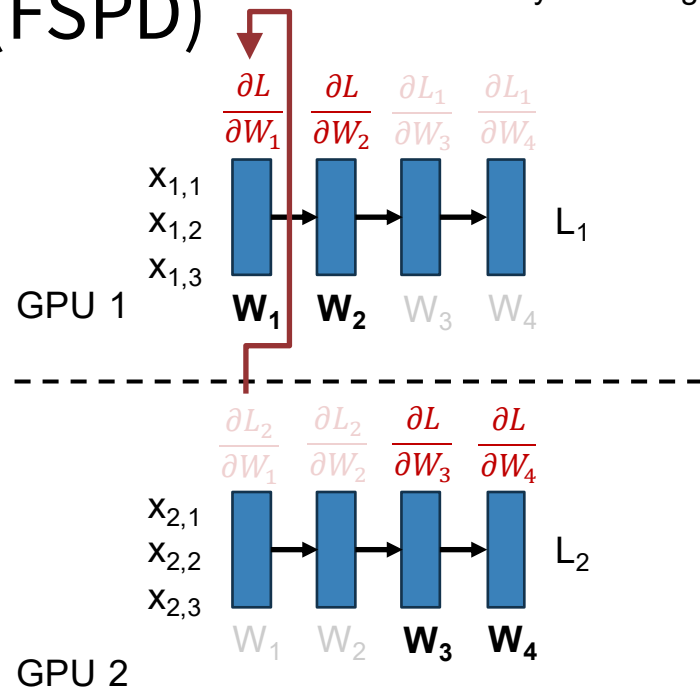 (FSPD)
∂L/∂W₁ ∂L/∂W₂ ∂L₁/∂W₃ ∂L₁/∂W₄
x₁,₁
x₁,₂
x₁,₃
L₁
GPU 1
W₁ W₂ W₃ W₄
∂L₂/∂W₁ ∂L₂/∂W₂ ∂L/∂W₃ ∂L/∂W₄
x₂,₁
x₂,₂
x₂,₃
L₂
W₁ W₂ W₃ W₄
GPU 2